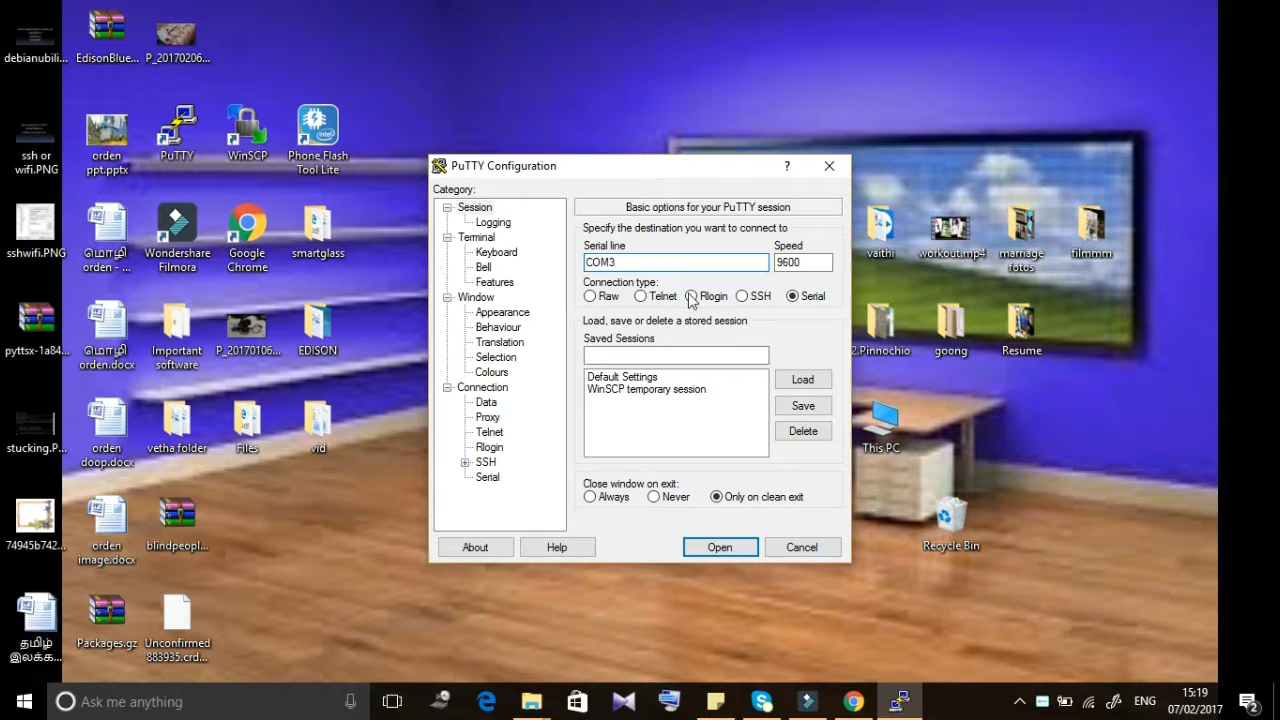 debianubili...
EdisonBlue...
P_20170206...
ssh or
wifi.PNG
orden
ppt.pptx
PuTTY
WinSCP
Phone Flash
Tool Lite
sshwifi.PNG
மொழி
orden - ...
Wondershare
Filmora
Google
Chrome
smartglass
pyttsx-1a84...
மொழி
orden.docx
Important
software
P_20170106...
EDISON
stucking.P...
orden
doop.docx
vetha folder
Files
vid
74945b742...
orden
image.docx
blindpeopl...
தமிழ்
இலக்க...
Packages.gz
Unconfirmed
883935.crd...
PuTTY Configuration
?
Category:
Session
Logging
Terminal
Keyboard
Bell
Features
Window
Appearance
Behaviour
Translation
Selection
Colours
Connection
Data
Proxy
Telnet
Rlogin
SSH
Serial
Basic options for your PuTTY session
Specify the destination you want to connect to
Serial line
Speed
COM3
9600
Connection type:
Raw
Telnet
Rlogin
SSH
Serial
Load, save or delete a stored session
Saved Sessions
Default Settings
WinSCP temporary session
Load
Save
Delete
Close window on exit:
Always
Never
Only on clean exit
About
Help
Open
Cancel
vaithi
workout.mp4
marriage
fotos
filmmm
2.Pinnochio
goong
Resume
This PC
Recycle Bin
Ask me anything
ENG
15:19
07/02/2017
2